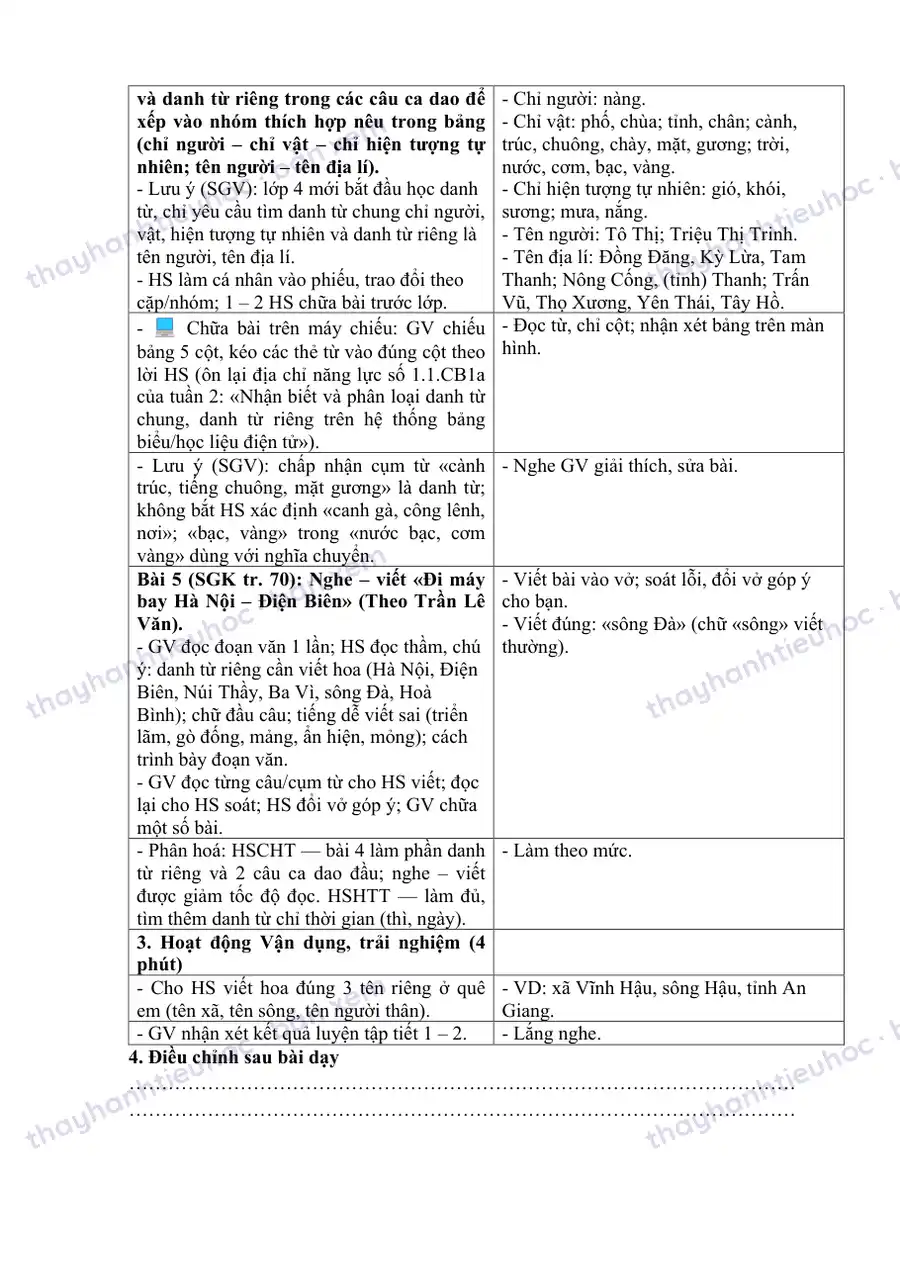 và danh từ riêng trong các câu ca dao để
xếp vào nhóm thích hợp nêu trong bảng
(chỉ người – chỉ vật – chỉ hiện tượng tự
nhiên; tên người – tên địa lí).
- Lưu ý (SGV): lớp 4 mới bắt đầu học danh
từ, chỉ yêu cầu tìm danh từ chung chỉ người,
vật, hiện tượng tự nhiên và danh từ riêng là
tên người, tên địa lí.
- HS làm cá nhân vào phiếu, trao đổi theo
cặp/nhóm; 1 – 2 HS chữa bài trước lớp.
- Chỉ người: nàng.
- Chỉ vật: phố, chùa; tỉnh, chân; cành,
trúc, chuông, chày, mặt, gương; trời,
nước, cơm, bạc, vàng.
- Chỉ hiện tượng tự nhiên: gió, khói,
sương; mưa, nắng.
- Tên người: Tô Thị; Triệu Thị Trinh.
- Tên địa lí: Đồng Đăng, Kỳ Lừa, Tam
Thanh; Nông Cống, (tỉnh) Thanh; Trấn
Vũ, Thọ Xương, Yên Thái, Tây Hồ.
- Chữa bài trên máy chiếu: GV chiếu
bảng 5 cột, kéo các thẻ từ vào đúng cột theo
lời HS (ôn lại địa chỉ năng lực số 1.1.CB1a
của tuần 2: «Nhận biết và phân loại danh từ
chung, danh từ riêng trên hệ thống bảng
biểu/học liệu điện tử»).
- Đọc từ, chỉ cột; nhận xét bảng trên màn
hình.
- Lưu ý (SGV): chấp nhận cụm từ «cành
trúc, tiếng chuông, mặt gương» là danh từ;
không bắt HS xác định «canh gà, công lênh,
nơi»; «bạc, vàng» trong «nước bạc, cơm
vàng» dùng với nghĩa chuyển.
- Nghe GV giải thích, sửa bài.
Bài 5 (SGK tr. 70): Nghe – viết «Đi máy
bay Hà Nội – Điện Biên» (Theo Trần Lê
Văn).
- GV đọc đoạn văn 1 lần; HS đọc thầm, chú
ý: danh từ riêng cần viết hoa (Hà Nội, Điện
Biên, Núi Thầy, Ba Vì, sông Đà, Hoà
Bình); chữ đầu câu; tiếng dễ viết sai (triển
lãm, gò đống, mảng, ẩn hiện, mỏng); cách
trình bày đoạn văn.
- GV đọc từng câu/cụm từ cho HS viết; đọc
lại cho HS soát; HS đổi vở góp ý; GV chữa
một số bài.
- Viết bài vào vở; soát lỗi, đổi vở góp ý
cho bạn.
- Viết đúng: «sông Đà» (chữ «sông» viết
thường).
- Phân hoá: HSCHT — bài 4 làm phần danh
từ riêng và 2 câu ca dao đầu; nghe – viết
được giảm tốc độ đọc. HSHTT — làm đủ,
tìm thêm danh từ chỉ thời gian (thì, ngày).
- Làm theo mức.
3. Hoạt động Vận dụng, trải nghiệm (4
phút)
- Cho HS viết hoa đúng 3 tên riêng ở quê
em (tên xã, tên sông, tên người thân).
- VD: xã Vĩnh Hậu, sông Hậu, tỉnh An
Giang.
- GV nhận xét kết quả luyện tập tiết 1 – 2.
- Lắng nghe.
4. Điều chỉnh sau bài dạy
thayhanhtieuhoc · bản xem
thayhanhtieuhoc · b
thayhanhtieuhoc · bản xem
thayhanhtieuhoc · b
thayhanhtieuhoc · bản xem
thayhanhtieuhoc · b